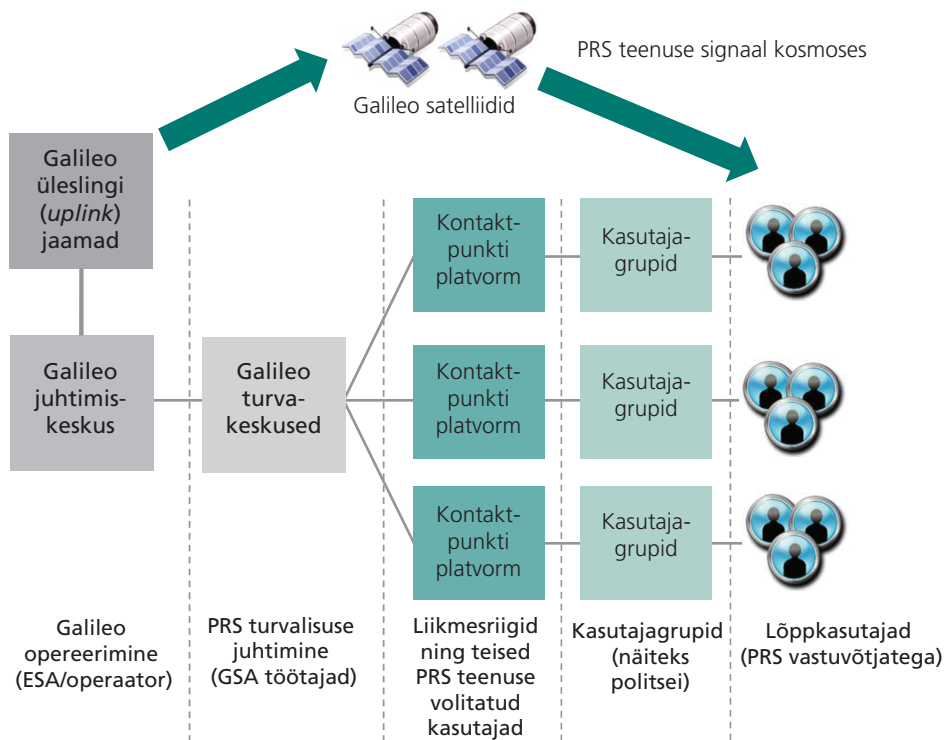 PRS teenuse signaal kosmoses
Galileo satelliidid
Galileo
üleslingi
(uplink)
jaamad
Galileo
juhtimis-
keskus
Galileo
turva-
keskused
Kontakt-
punkti
platvorm
Kasutaja-
grupid
Kontakt-
punkti
platvorm
Kasutaja-
grupid
Kontakt-
punkti
platvorm
Kasutaja-
grupid
Galileo
opereerimine
(ESA/operaator)
PRS turvalisuse
juhtimine
(GSA töötajad)
Liikmesriigid
ning teised
PRS teenuse
volitatud
kasutajad
Kasutajagrupid
(näiteks
politsei)
Lõppkasutajad
(PRS vastuvõtjatega)